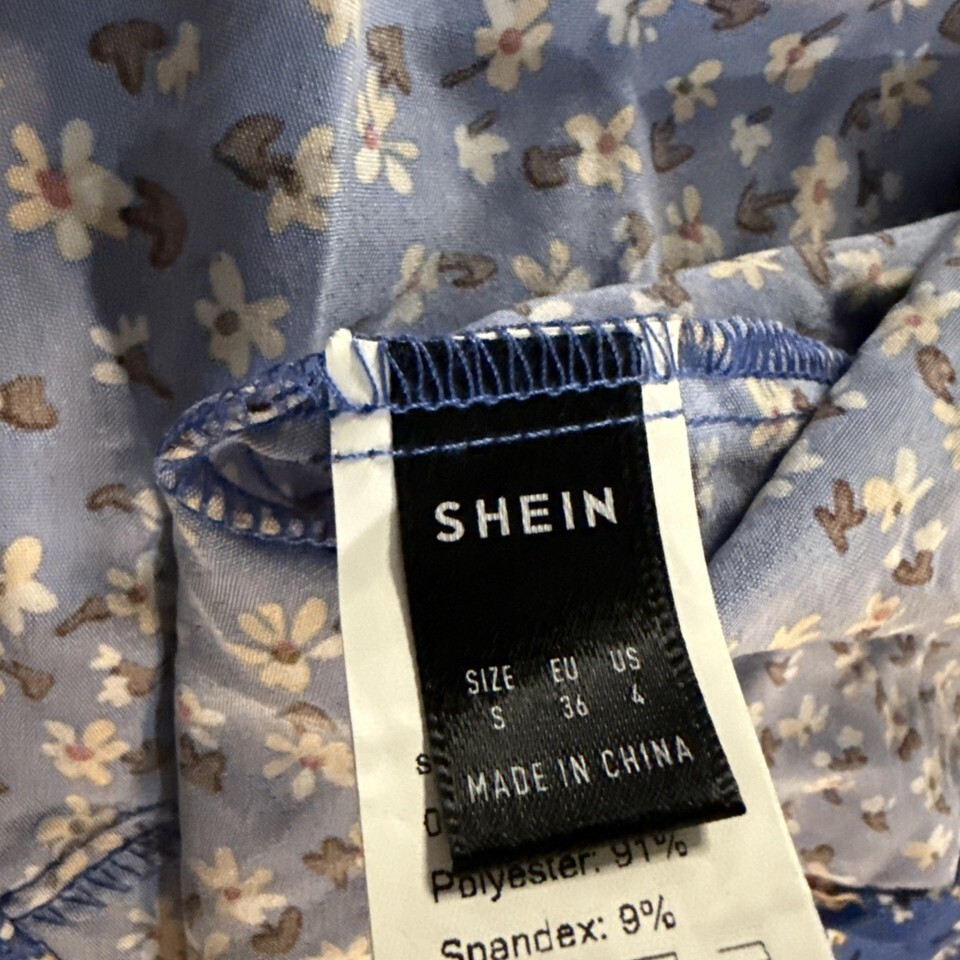 SHEIN
SIZE EU US
S 36 4
MADE IN CHINA
Polyester: 91%
Spandex: 9%